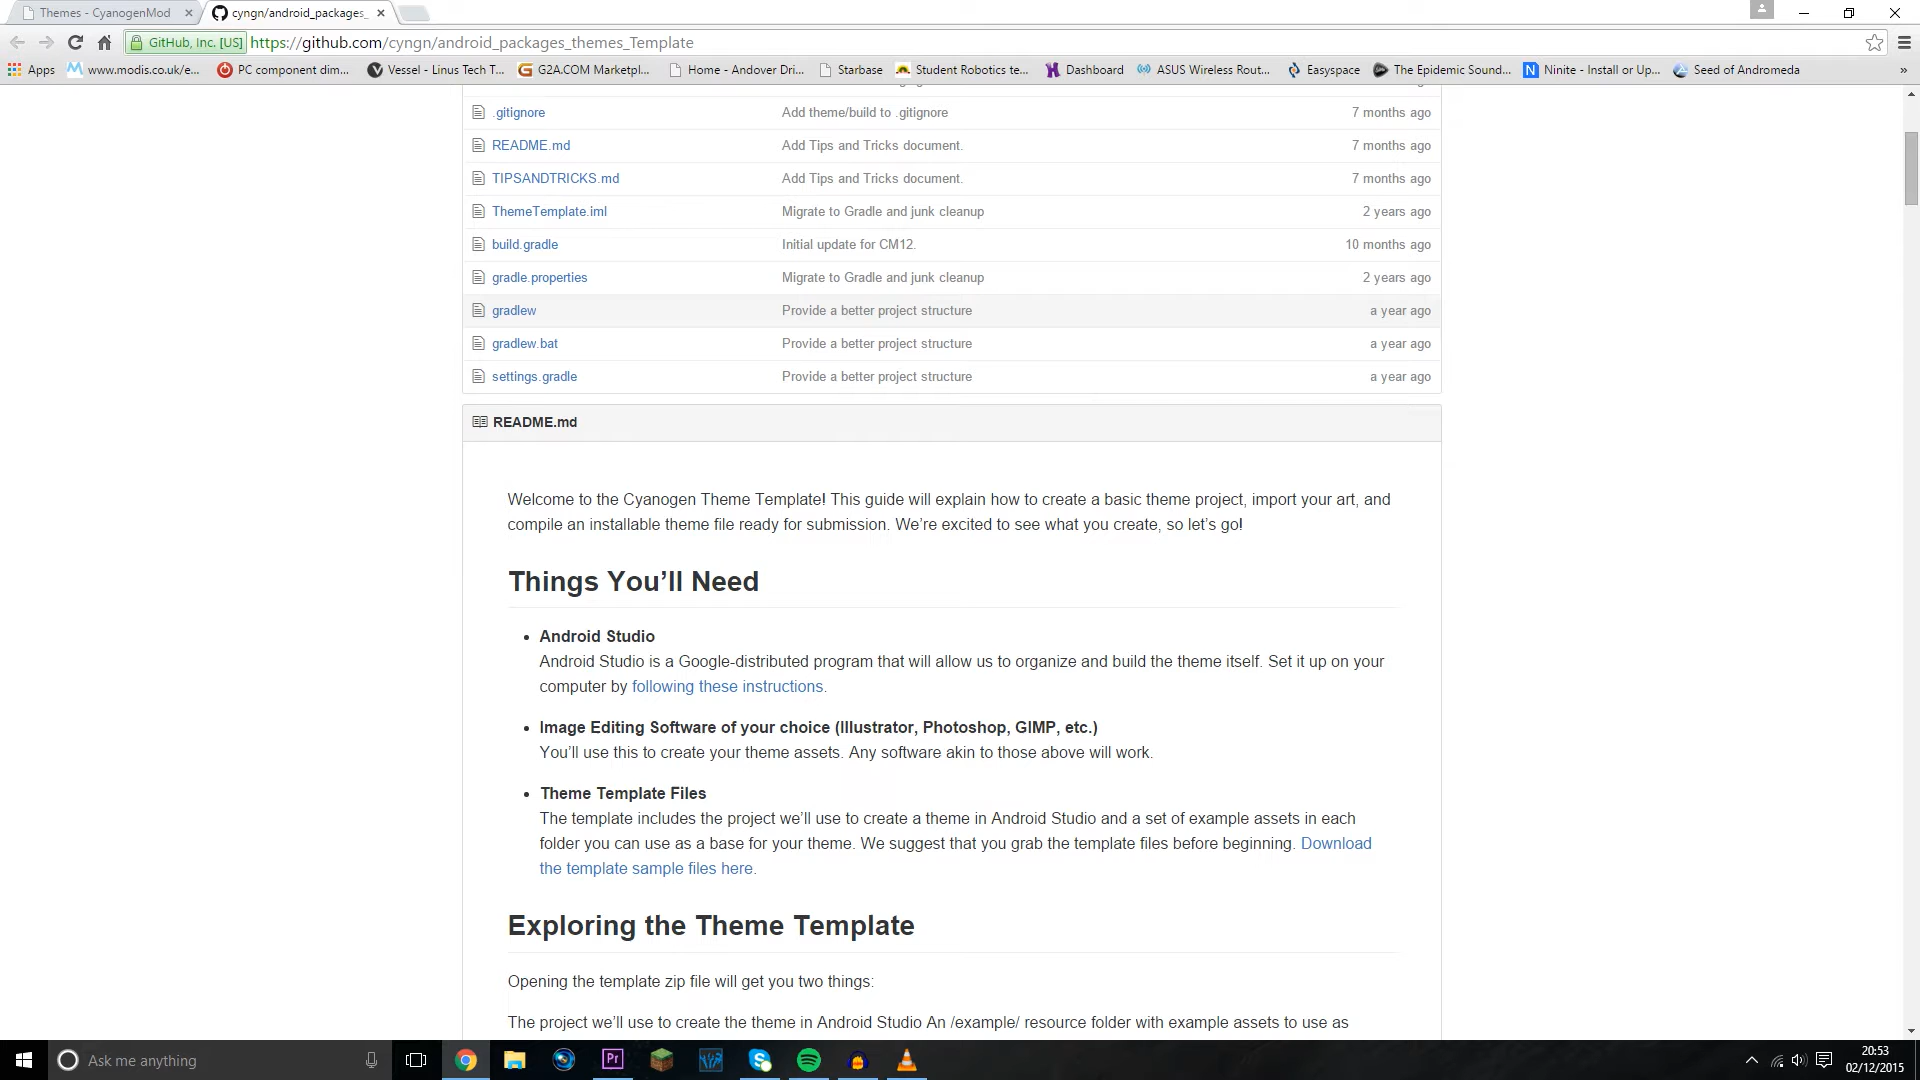 Themes - CyanogenMod
cyngn/android_packages_
GitHub, Inc. [US] https://github.com/cyngn/android_packages_themes_Template
Apps www.modis.co.uk/e... PC component dim... Vessel - Linus Tech T... G2A.COM Marketpl... Home - Andover Dri... Starbase Student Robotics te... Dashboard ASUS Wireless Rout... Easyspace The Epidemic Sound... Ninite - Install or Up... Seed of Andromeda »
.gitignore Add theme/build to .gitignore 7 months ago
README.md Add Tips and Tricks document. 7 months ago
TIPSANDTRICKS.md Add Tips and Tricks document. 7 months ago
ThemeTemplate.iml Migrate to Gradle and junk cleanup 2 years ago
build.gradle Initial update for CM12. 10 months ago
gradle.properties Migrate to Gradle and junk cleanup 2 years ago
gradlew Provide a better project structure a year ago
gradlew.bat Provide a better project structure a year ago
settings.gradle Provide a better project structure a year ago
README.md
Welcome to the Cyanogen Theme Template! This guide will explain how to create a basic theme project, import your art, and
compile an installable theme file ready for submission. We’re excited to see what you create, so let’s go!
Things You’ll Need
• Android Studio
Android Studio is a Google-distributed program that will allow us to organize and build the theme itself. Set it up on your
computer by following these instructions.
• Image Editing Software of your choice (Illustrator, Photoshop, GIMP, etc.)
You’ll use this to create your theme assets. Any software akin to those above will work.
• Theme Template Files
The template includes the project we’ll use to create a theme in Android Studio and a set of example assets in each
folder you can use as a base for your theme. We suggest that you grab the template files before beginning. Download
the template sample files here.
Exploring the Theme Template
Opening the template zip file will get you two things:
The project we’ll use to create the theme in Android Studio An /example/ resource folder with example assets to use as
Ask me anything
Pr
20:53
02/12/2015